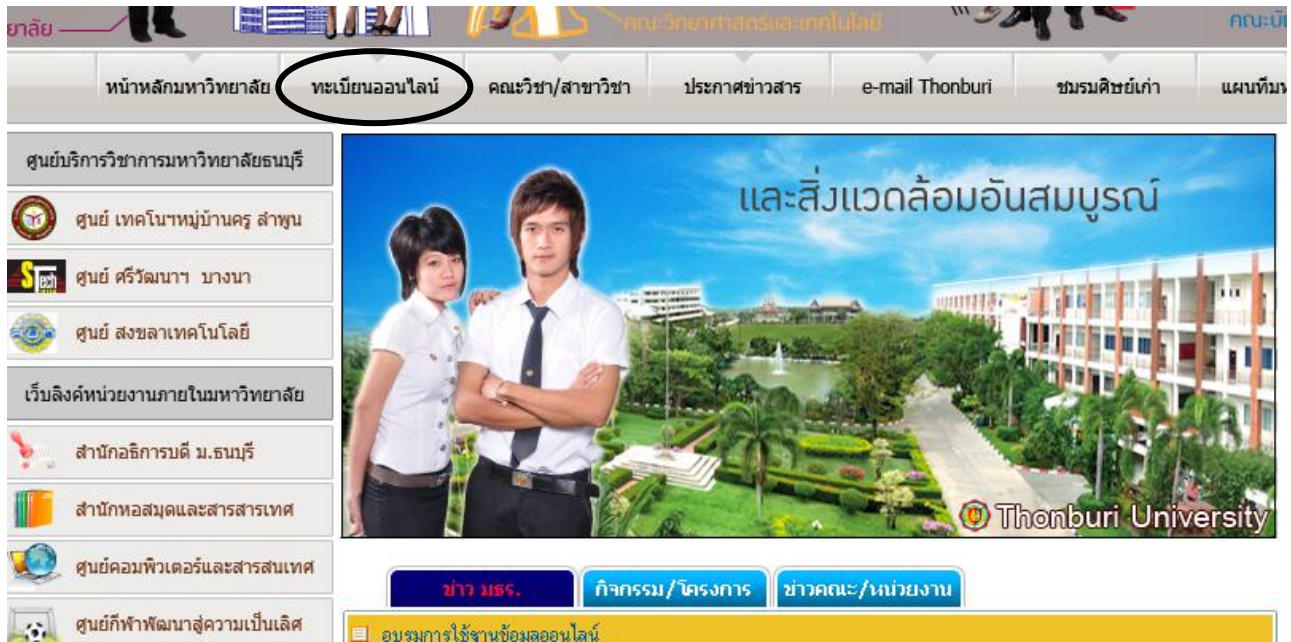 ยาลัย
คณะวิทยาศาสตร์และเทคโนโลยี
หน้าหลักมหาวิทยาลัย ทะเบียนออนไลน์ คณะวิชา/สาขาวิชา ประกาศข่าวสาร e-mail Thonburi ชมรมศิษย์เก่า
ศูนย์บริการวิชาการมหาวิทยาลัยธนบุรี
ศูนย์ เทคโนฯหมู่บ้านครู ลำพูน
STech
ศูนย์ ศรีวัฒนาฯ บางนา
ศูนย์ สงขลาเทคโนโลยี
เว็บลิงค์หน่วยงานภายในมหาวิทยาลัย
สำนักอธิการบดี ม.ธนบุรี
สำนักหอสมุดและสารสารเทศ
ศูนย์คอมพิวเตอร์และสารสนเทศ
ศูนย์กีฬาพัฒนาสู่ความเป็นเลิศ
และสิ่งแวดล้อมอันสมบูรณ์
Thonburi University
ข่าว มธร. กิจกรรม/โครงการ ข่าวคณะ/หน่วยงาน
อบรมการใช้ฐานข้อมูลออนไลน์